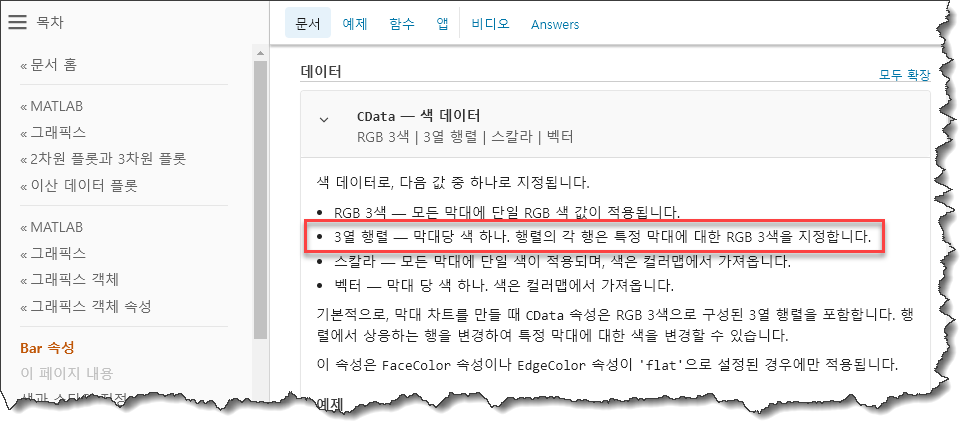 목차
문서 예제 함수 앱 비디오 Answers
« 문서 홈
« MATLAB
« 그래픽스
« 2차원 플롯과 3차원 플롯
« 이산 데이터 플롯
« MATLAB
« 그래픽스
« 그래픽스 객체
« 그래픽스 객체 속성
Bar 속성
이 페이지 내용
데이터
모두 확장
CData — 색 데이터
RGB 3색 | 3열 행렬 | 스칼라 | 벡터
색 데이터로, 다음 값 중 하나로 지정됩니다.
• RGB 3색 — 모든 막대에 단일 RGB 색 값이 적용됩니다.
• 3열 행렬 — 막대당 색 하나. 행렬의 각 행은 특정 막대에 대한 RGB 3색을 지정합니다.
• 스칼라 — 모든 막대에 단일 색이 적용되며, 색은 컬러맵에서 가져옵니다.
• 벡터 — 막대 당 색 하나. 색은 컬러맵에서 가져옵니다.
기본적으로, 막대 차트를 만들 때 CData 속성은 RGB 3색으로 구성된 3열 행렬을 포함합니다. 행
렬에서 상응하는 행을 변경하여 특정 막대에 대한 색을 변경할 수 있습니다.
이 속성은 FaceColor 속성이나 EdgeColor 속성이 'flat'으로 설정된 경우에만 적용됩니다.
예제